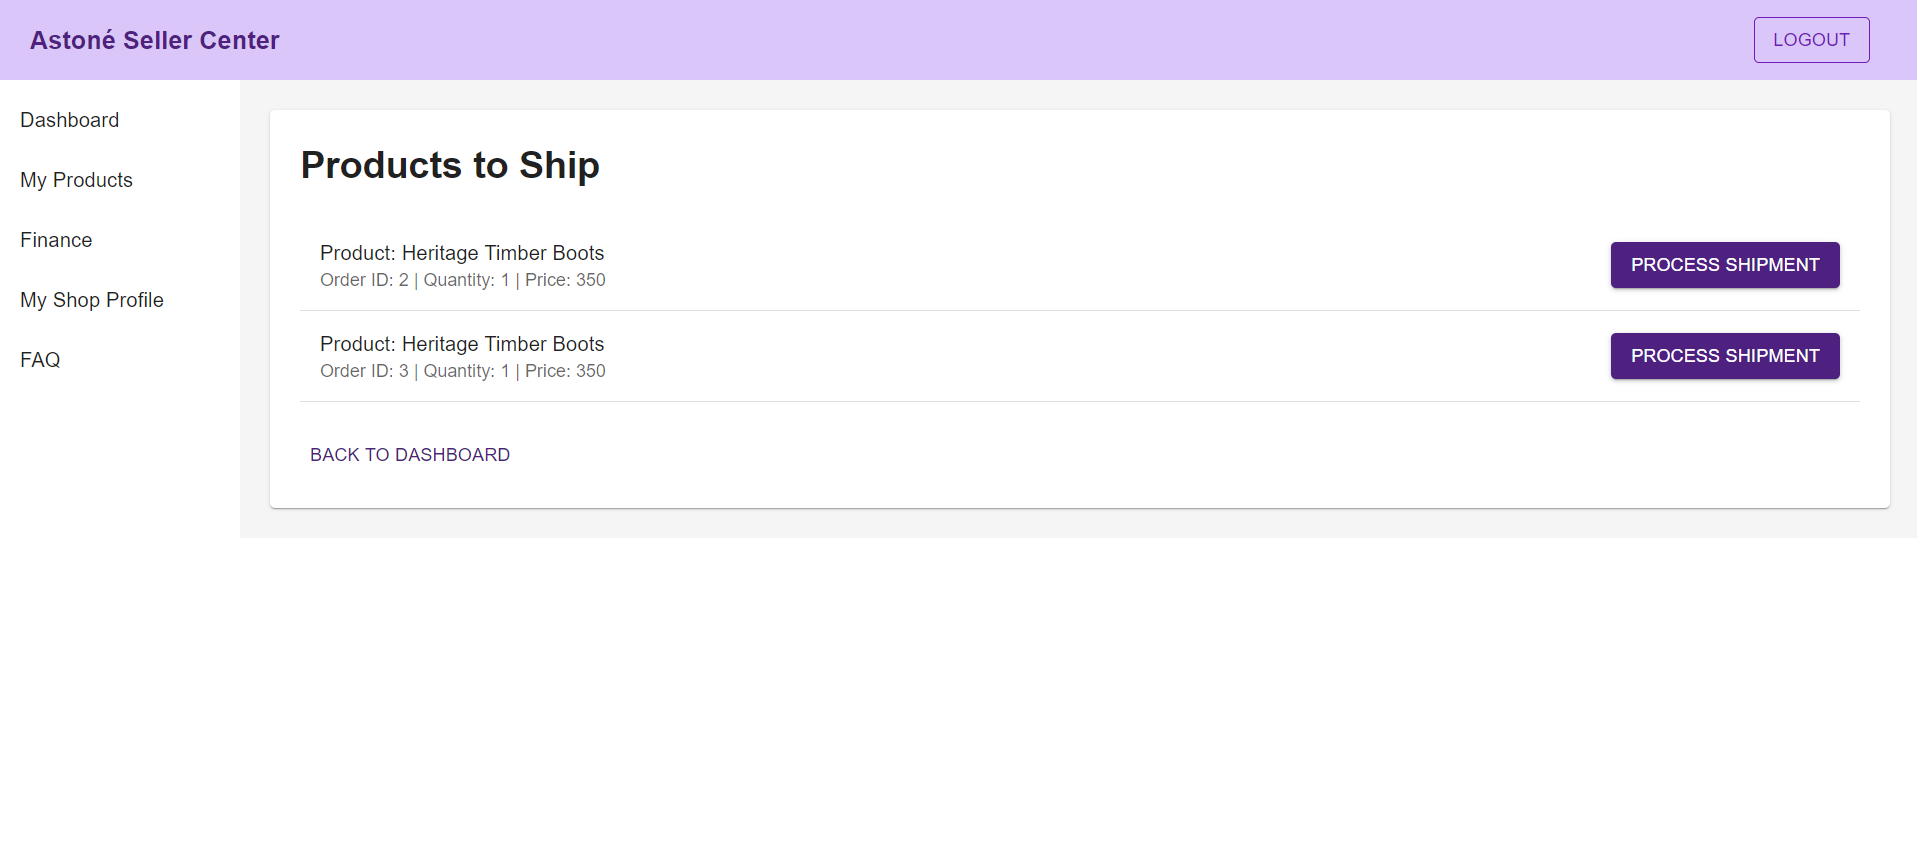 Astoné Seller Center
LOGOUT
Dashboard
My Products
Finance
My Shop Profile
FAQ
Products to Ship
Product: Heritage Timber Boots
Order ID: 2 | Quantity: 1 | Price: 350
PROCESS SHIPMENT
Product: Heritage Timber Boots
Order ID: 3 | Quantity: 1 | Price: 350
PROCESS SHIPMENT
BACK TO DASHBOARD